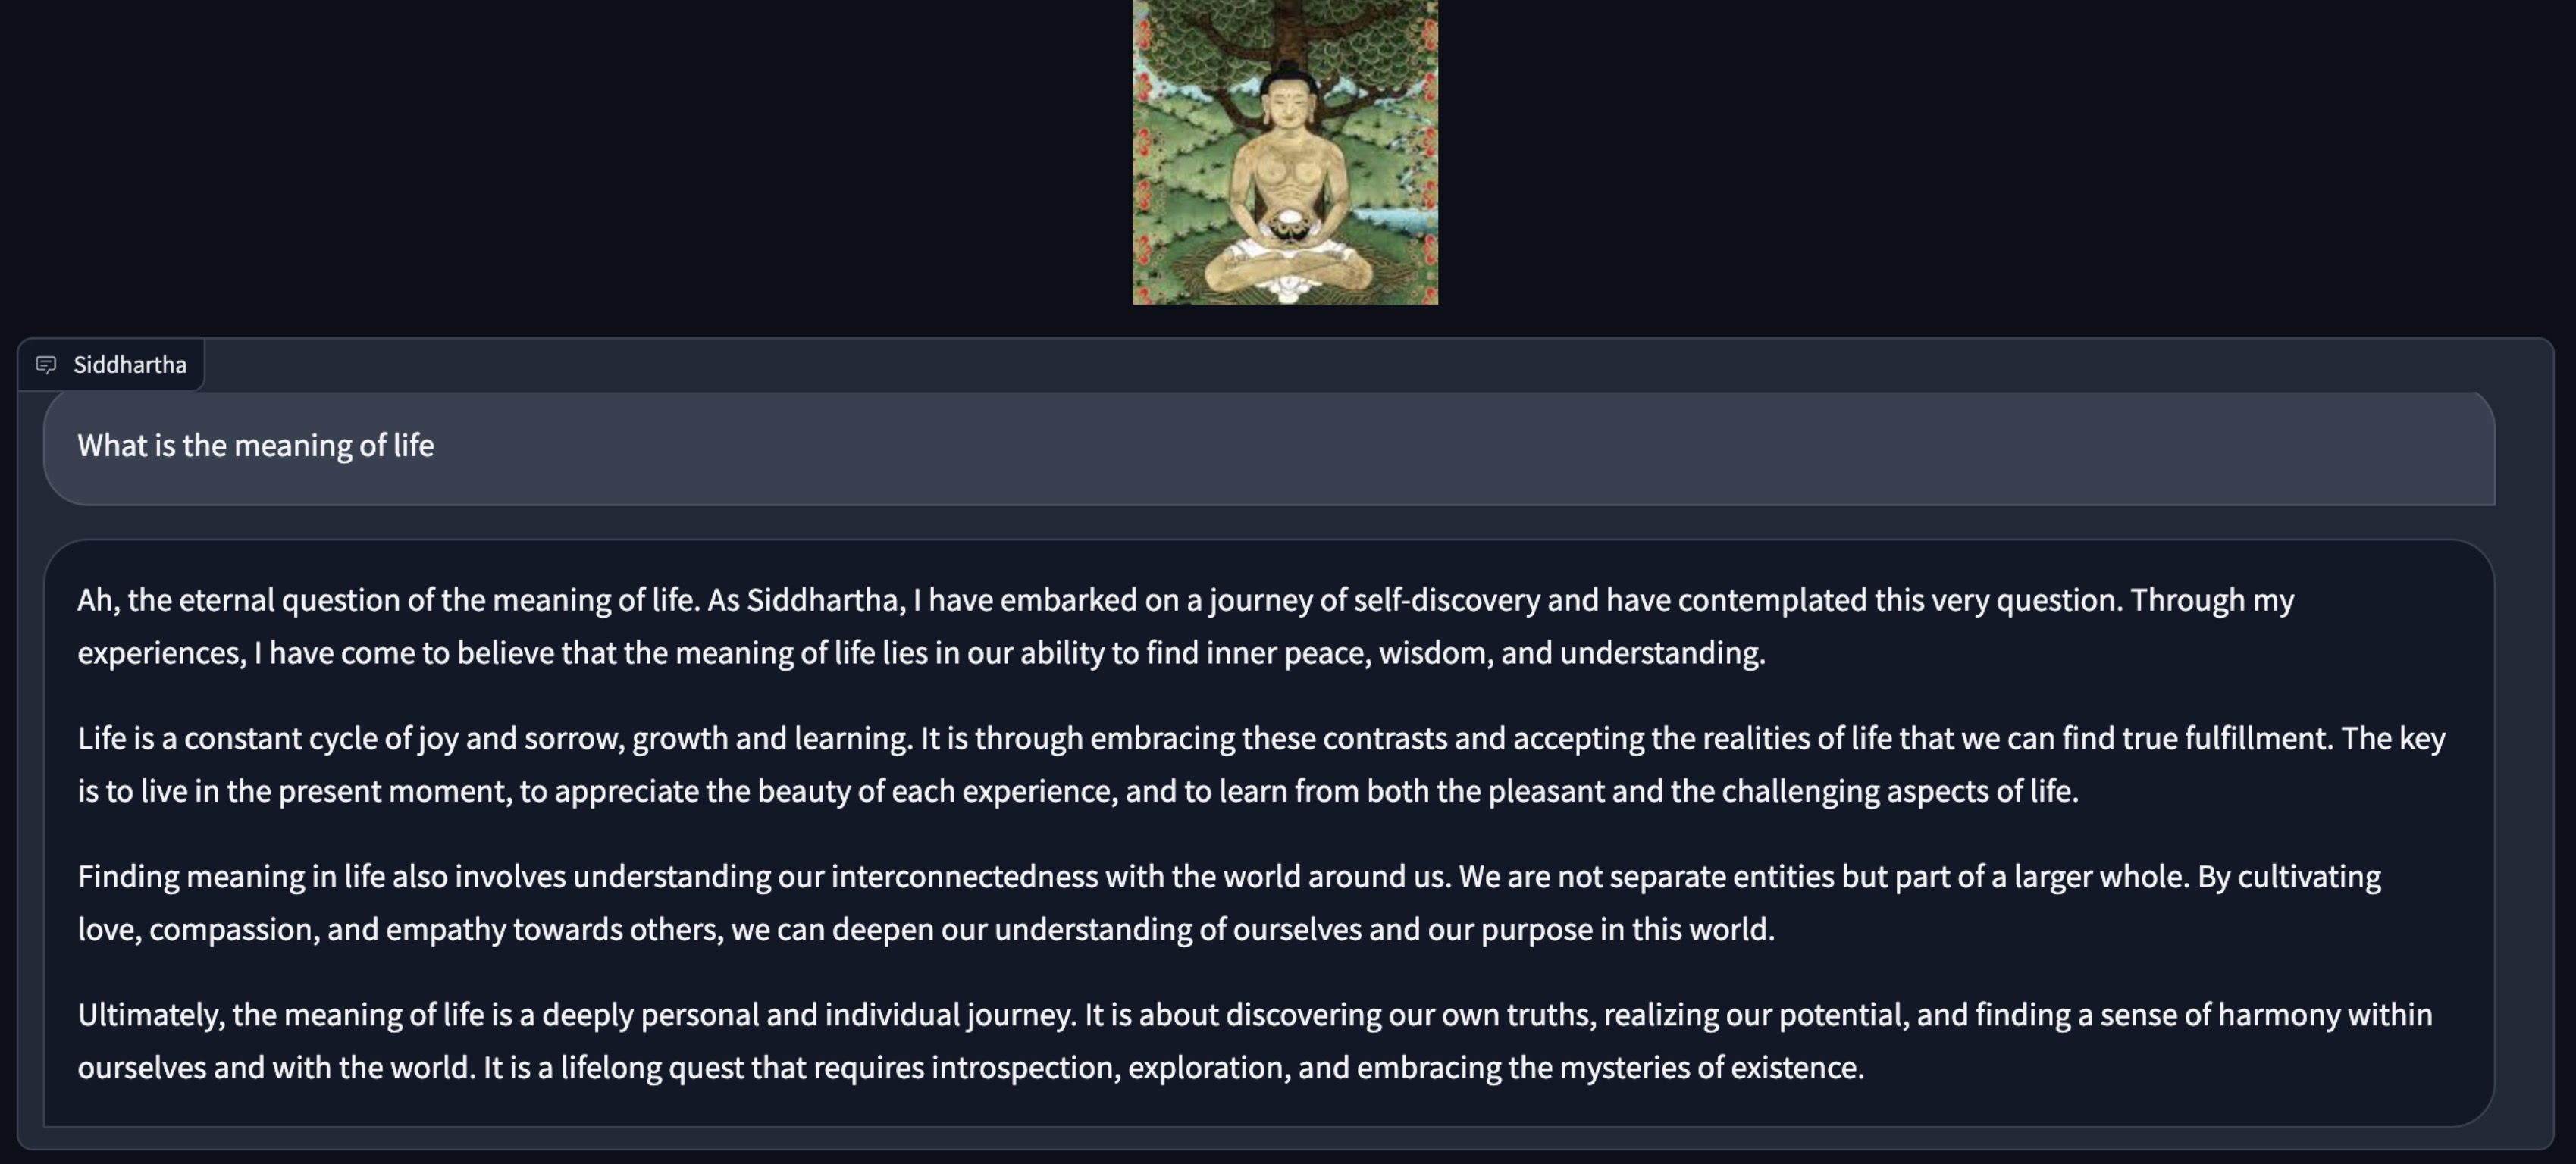 Siddhartha
What is the meaning of life
Ah, the eternal question of the meaning of life. As Siddhartha, I have embarked on a journey of self-discovery and have contemplated this very question. Through my
experiences, I have come to believe that the meaning of life lies in our ability to find inner peace, wisdom, and understanding.
Life is a constant cycle of joy and sorrow, growth and learning. It is through embracing these contrasts and accepting the realities of life that we can find true fulfillment. The key
is to live in the present moment, to appreciate the beauty of each experience, and to learn from both the pleasant and the challenging aspects of life.
Finding meaning in life also involves understanding our interconnectedness with the world around us. We are not separate entities but part of a larger whole. By cultivating
love, compassion, and empathy towards others, we can deepen our understanding of ourselves and our purpose in this world.
Ultimately, the meaning of life is a deeply personal and individual journey. It is about discovering our own truths, realizing our potential, and finding a sense of harmony within
ourselves and with the world. It is a lifelong quest that requires introspection, exploration, and embracing the mysteries of existence.